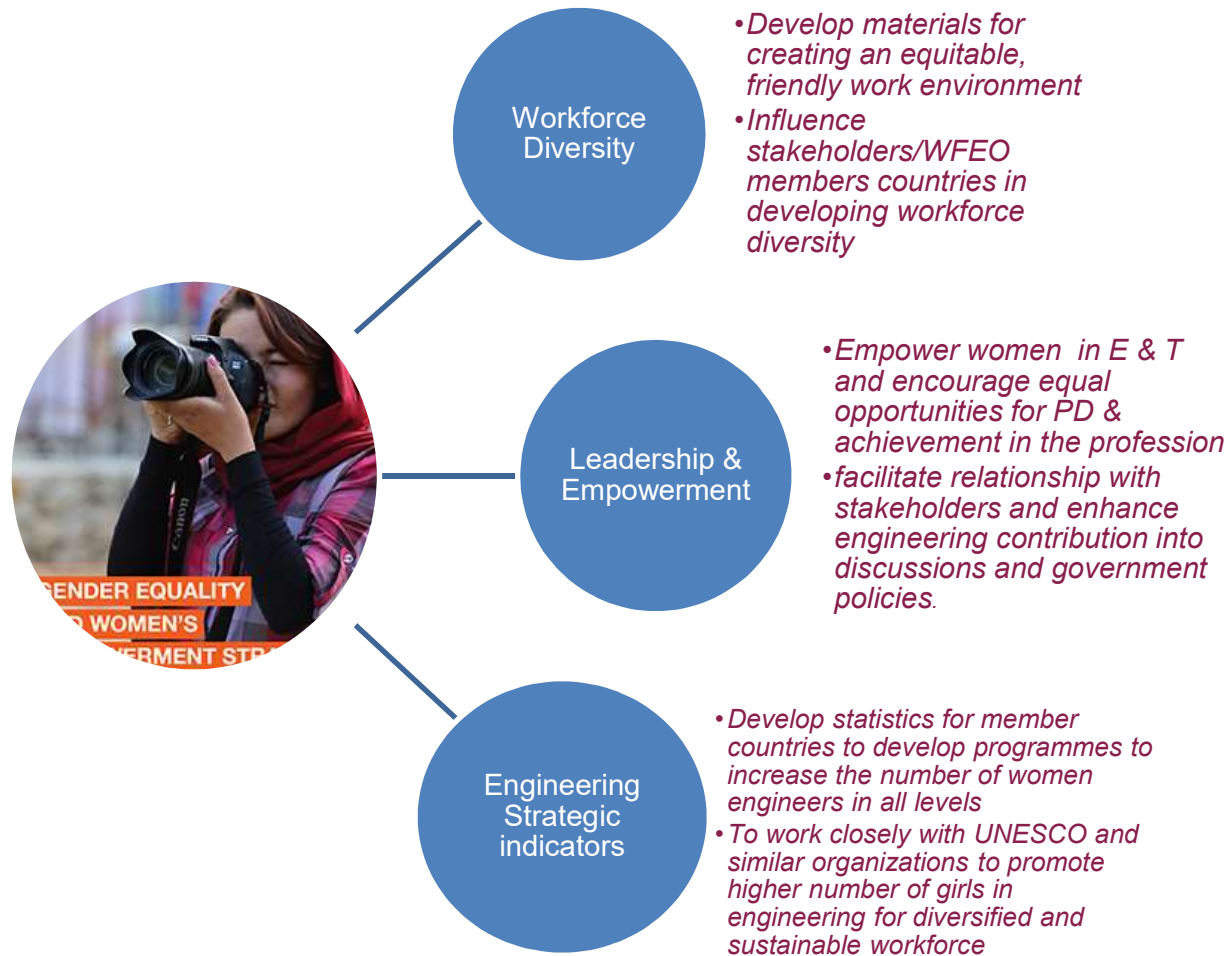 Workforce
Diversity
•Develop materials for
creating an equitable,
friendly work environment
•Influence
stakeholders/WFEO
members countries in
developing workforce
diversity
Canon
GENDER EQUALITY
WOMEN'S
Leadership &
Empowerment
•Empower women in E & T
and encourage equal
opportunities for PD &
achievement in the profession
•facilitate relationship with
stakeholders and enhance
engineering contribution into
discussions and government
policies.
Engineering
Strategic
indicators
•Develop statistics for member
countries to develop programmes to
increase the number of women
engineers in all levels
•To work closely with UNESCO and
similar organizations to promote
higher number of girls in
engineering for diversified and
sustainable workforce